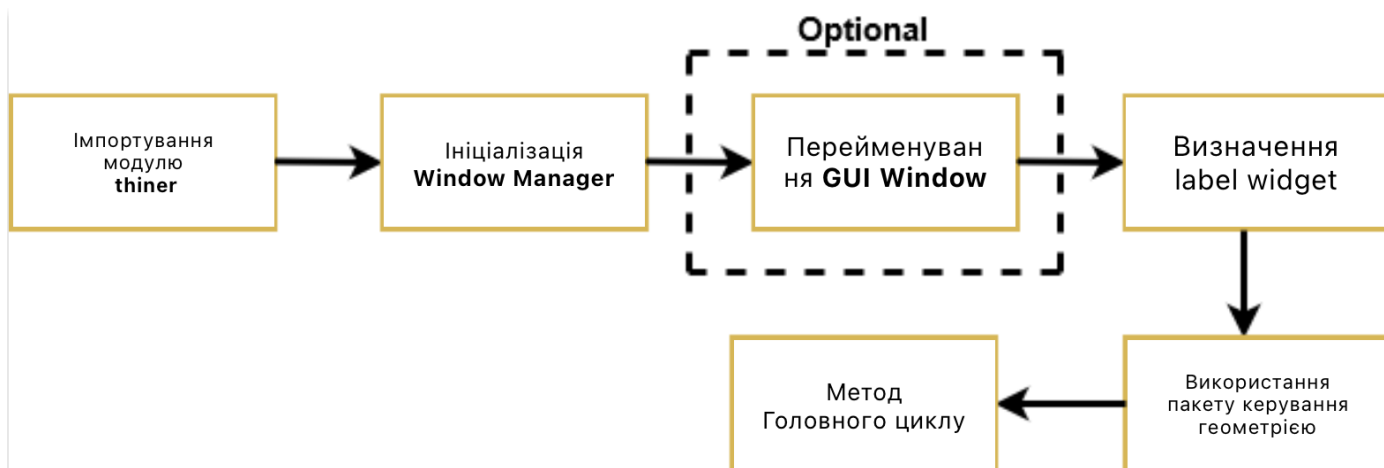 Optional
Імпортування
модулю
thiner
Ініціалізація
Window Manager
Перейменуван
ня GUI Window
Визначення
label widget
Використання
пакету керування
геометрією
Метод
Головного циклу